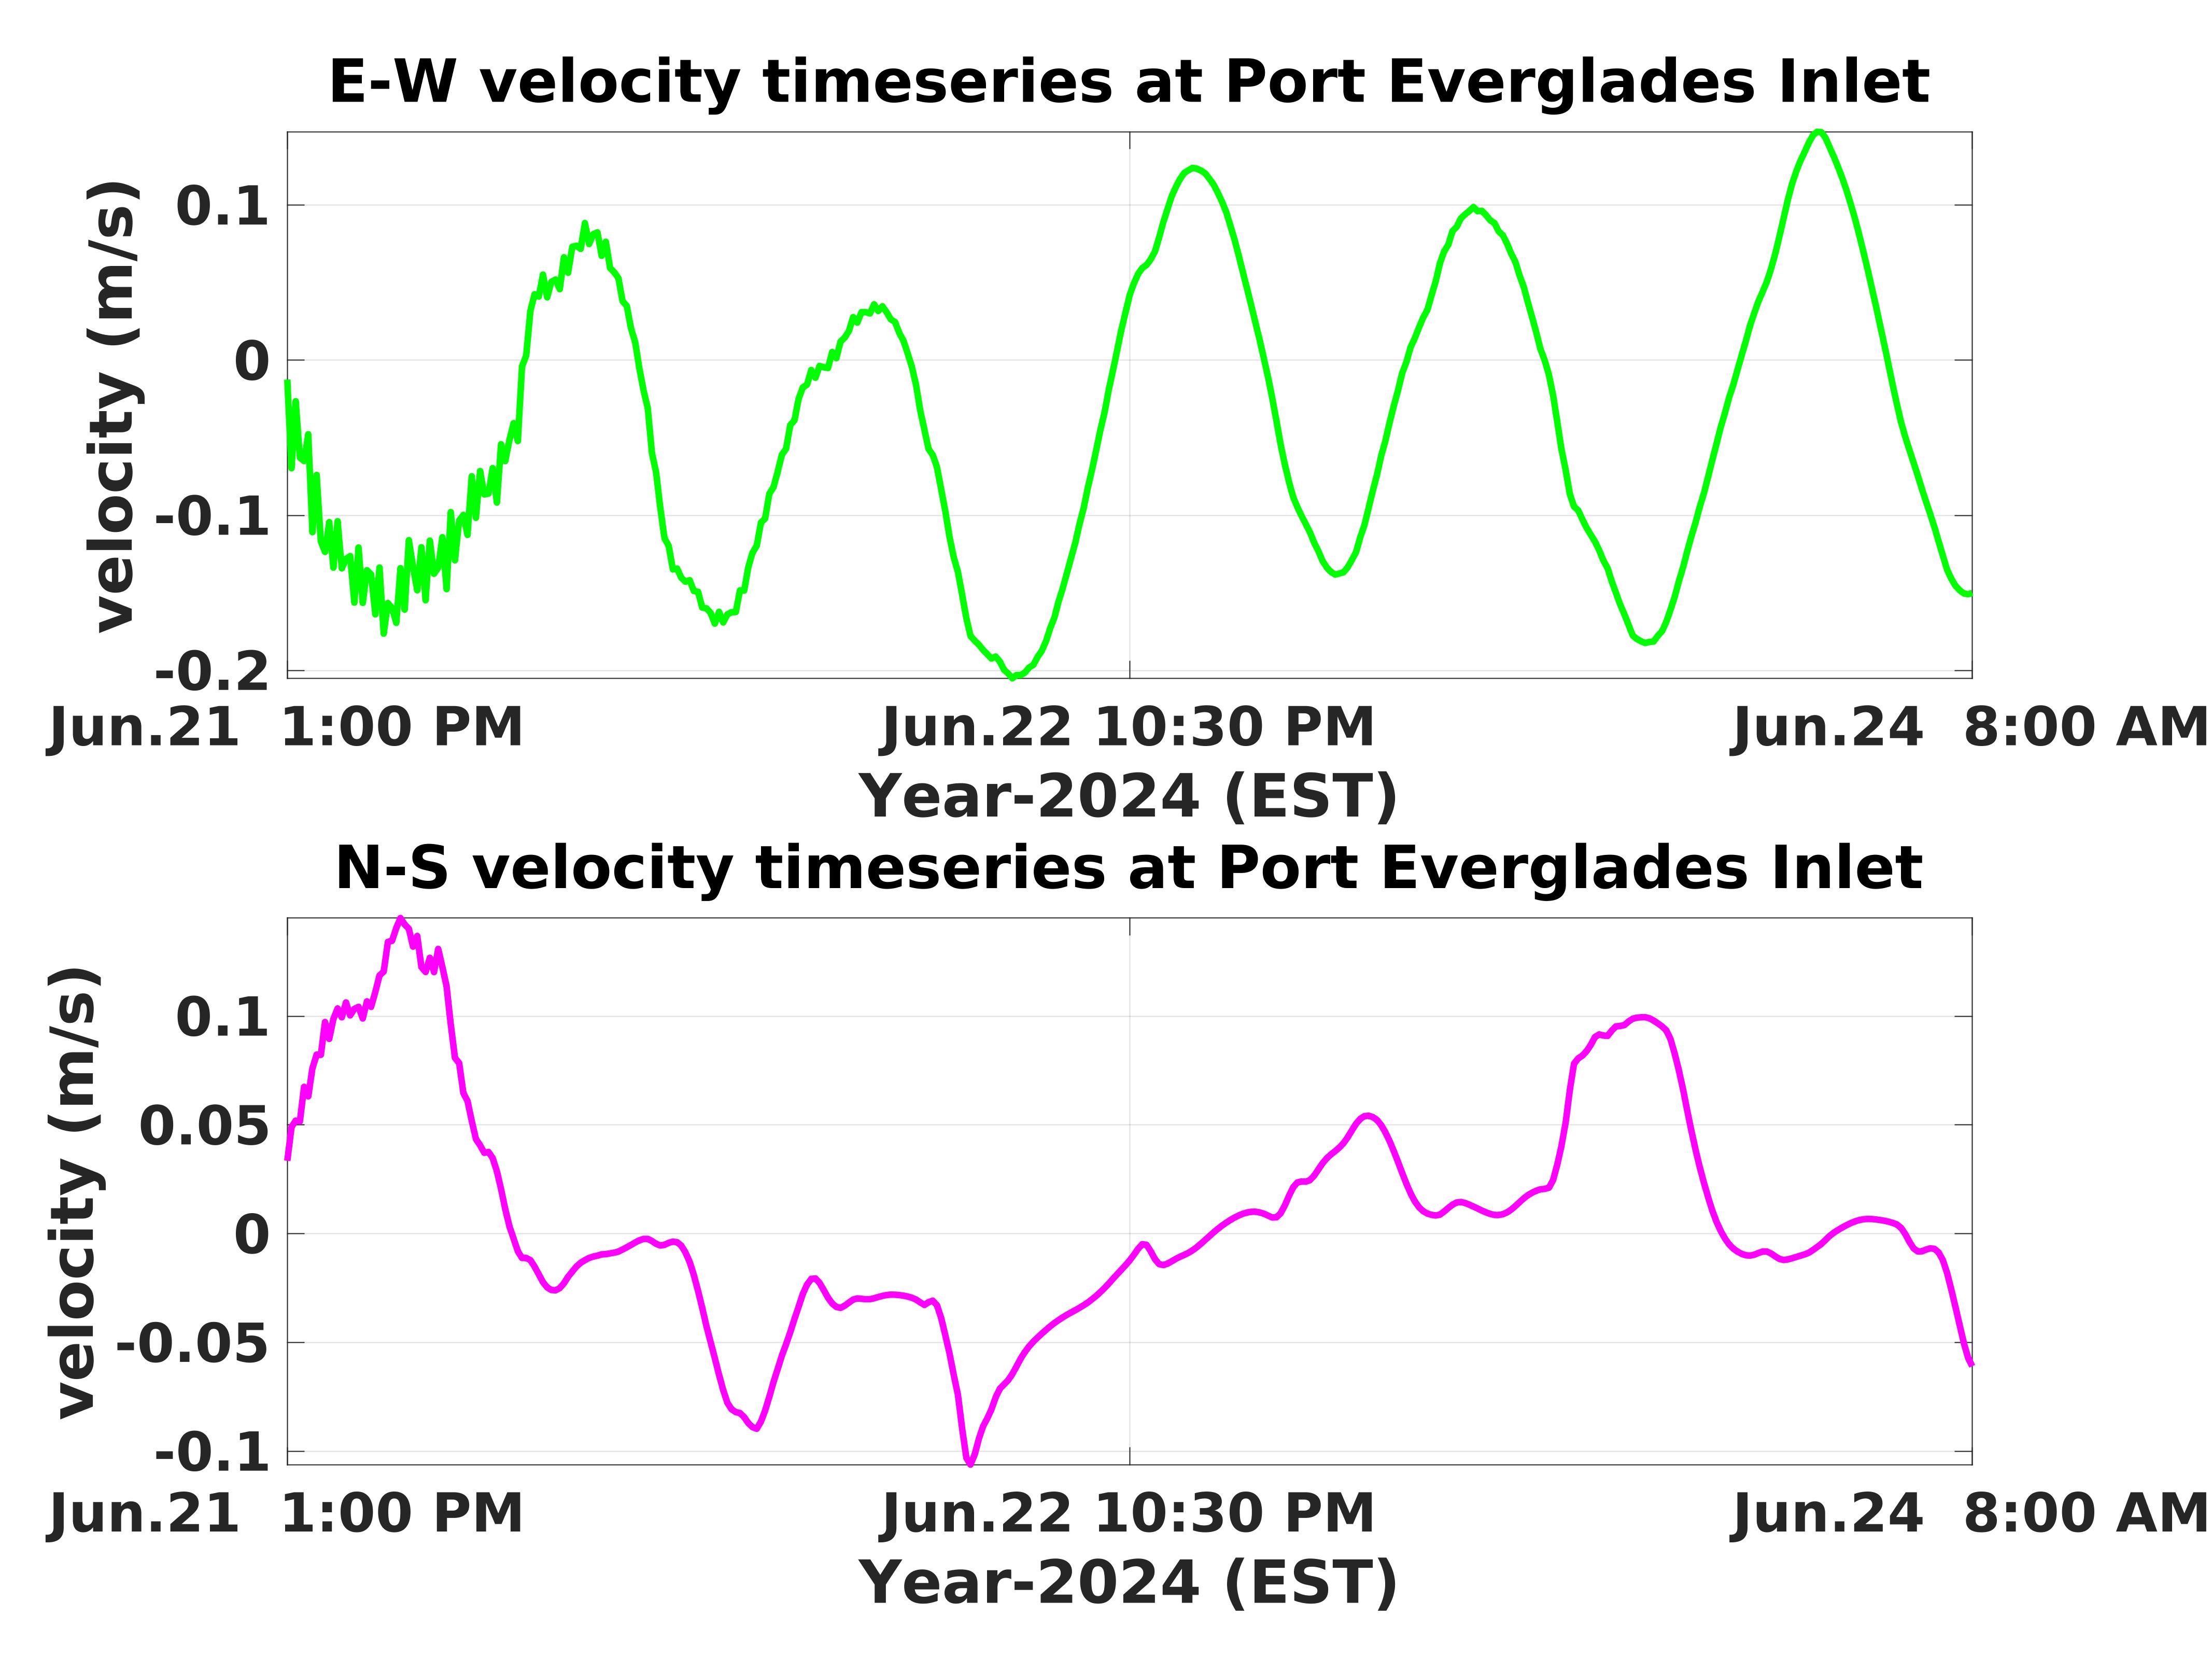 E-W velocity timeseries at Port Everglades Inlet
velocity (m/s)
0.1
0
-0.1
-0.2
Jun.21  1:00 PM
Jun.22 10:30 PM
Jun.24  8:00 AM
Year-2024 (EST)
N-S velocity timeseries at Port Everglades Inlet
velocity (m/s)
0.1
0.05
0
-0.05
-0.1
Jun.21  1:00 PM
Jun.22 10:30 PM
Jun.24  8:00 AM
Year-2024 (EST)